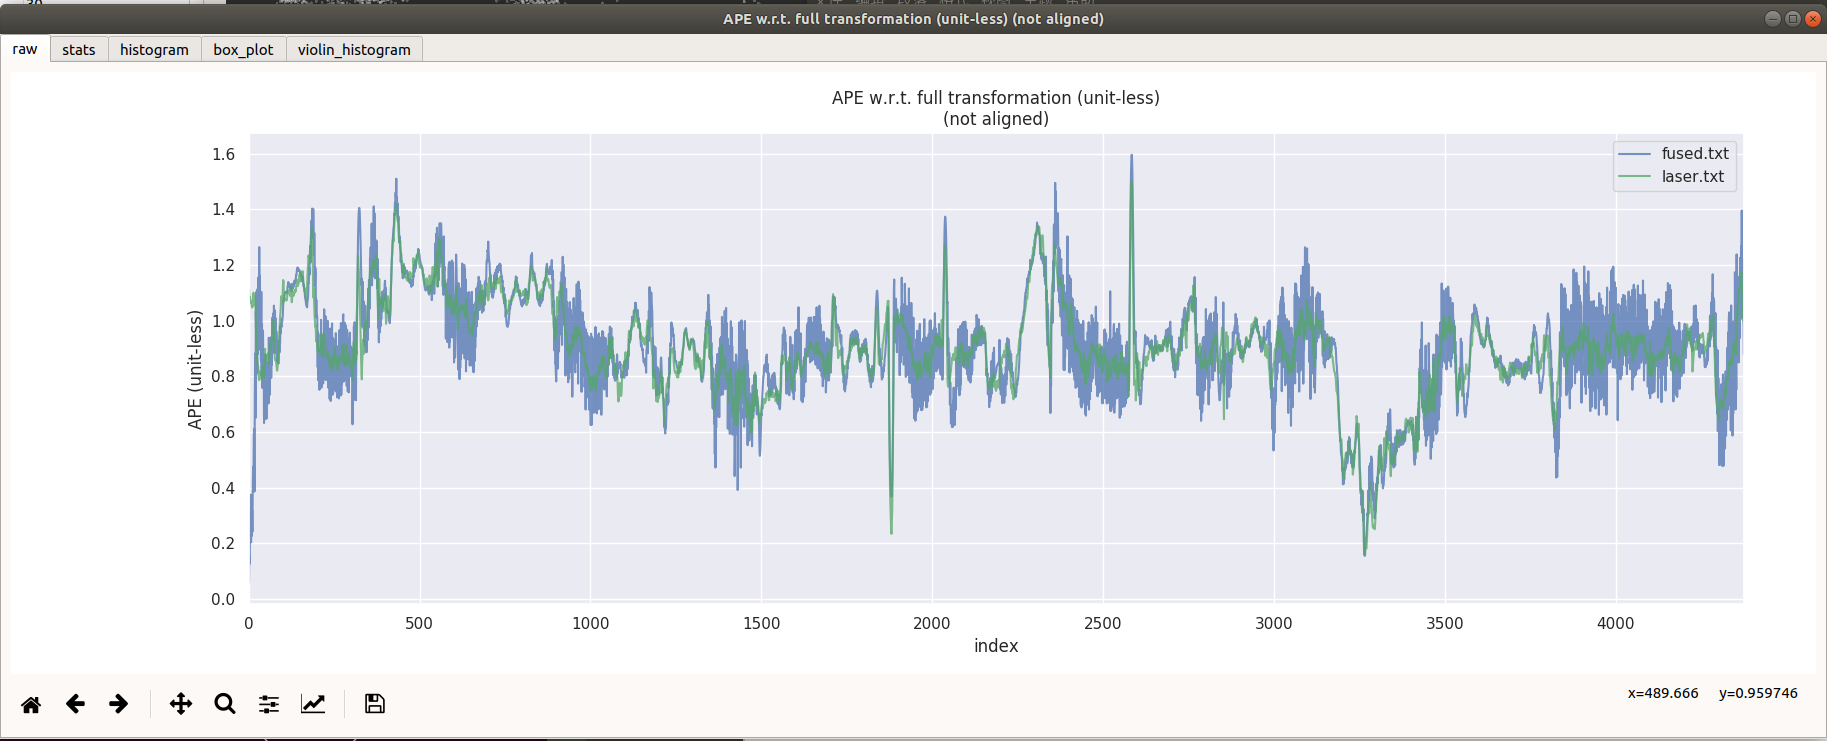 30
APE w.r.t. full transformation (unit-less) (not aligned)
raw stats histogram box_plot violin_histogram
APE w.r.t. full transformation (unit-less)
(not aligned)
fused.txt
laser.txt
APE (unit-less)
1.6
1.4
1.2
1.0
0.8
0.6
0.4
0.2
0.0
0 500 1000 1500 2000 2500 3000 3500 4000
index
x=489.666 y=0.959746